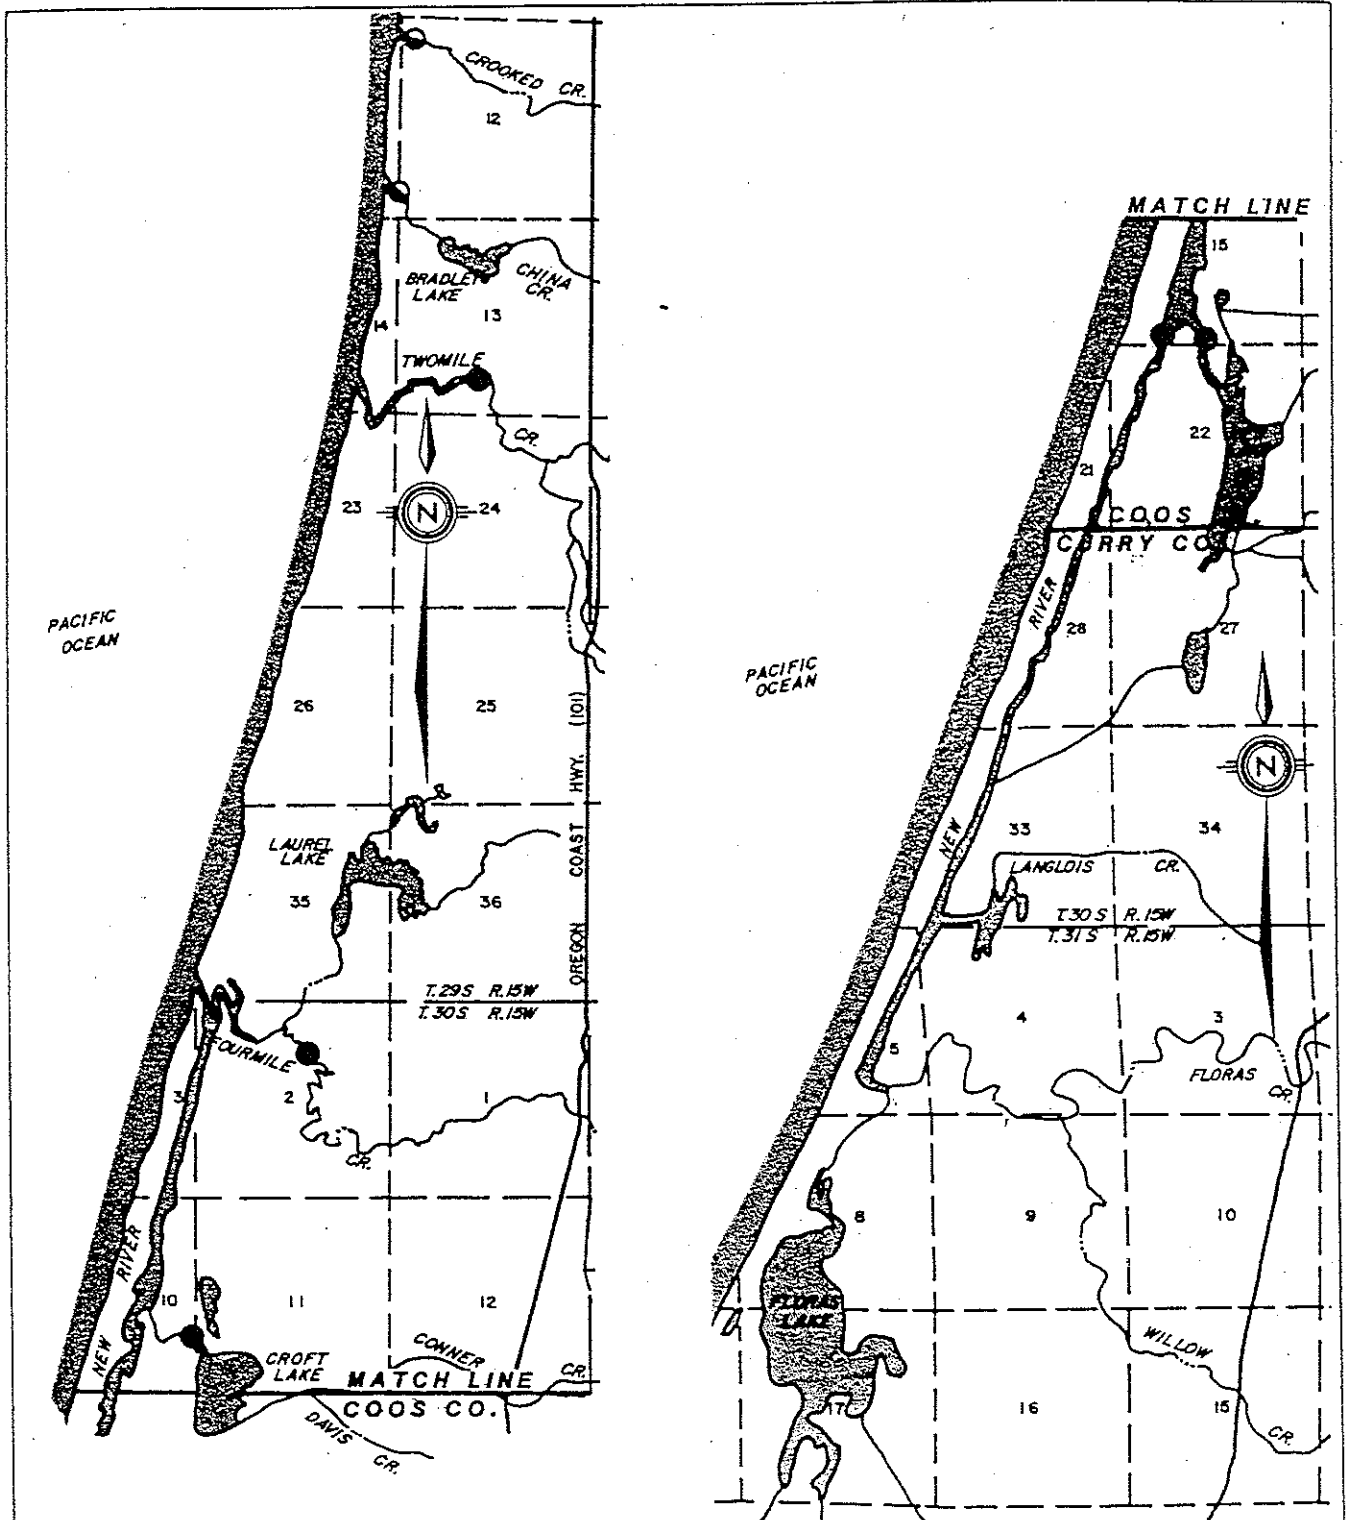 CROOKED CR.
12
BRADLEY LAKE
CHINA CR.
13
14
TWOMILE
CR.
23
N
24
PACIFIC
OCEAN
26
25
OREGON COAST HWY. (101)
LAUREL
LAKE
35
36
T.29S R.15W
T.30S R.15W
FOURMILE
3
2
1
CR.
NEW RIVER
10
11
12
CROFT
LAKE
CONNER CR.
MATCH LINE
COOS CO.
DAVIS CR.
MATCH LINE
15
22
21
COOS
CURRY CO.
NEW RIVER
28
27
PACIFIC
OCEAN
N
33
34
LANGLOIS CR.
T.30S R.15W
T.31S R.15W
4
3
5
FLORAS CR.
8
9
10
FLORAS
LAKE
WILLOW CR.
17
16
15